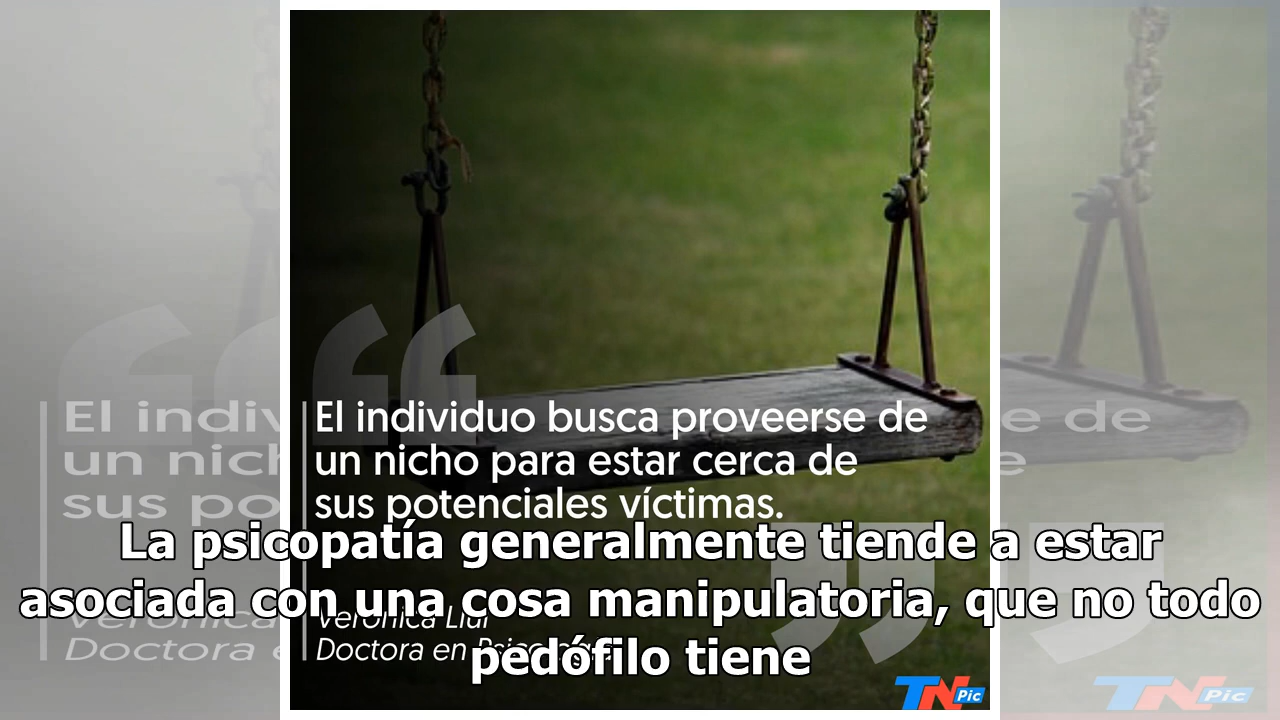 El individuo busca proveerse de
un nicho para estar cerca de
sus potenciales víctimas.
La psicopatía generalmente tiende a estar
asociada con una cosa manipulatoria, que no todo
pedófilo tiene
Doctora en
TN Pic